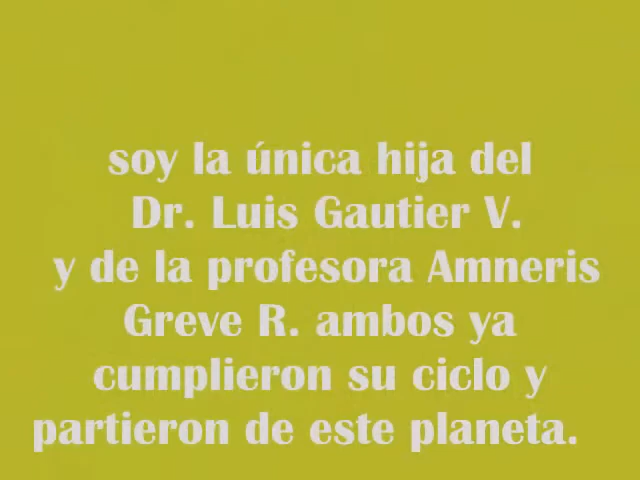 soy la única hija del
Dr. Luis Gautier V.
y de la profesora Amneris
Greve R. ambos ya
cumplieron su ciclo y
partieron de este planeta.